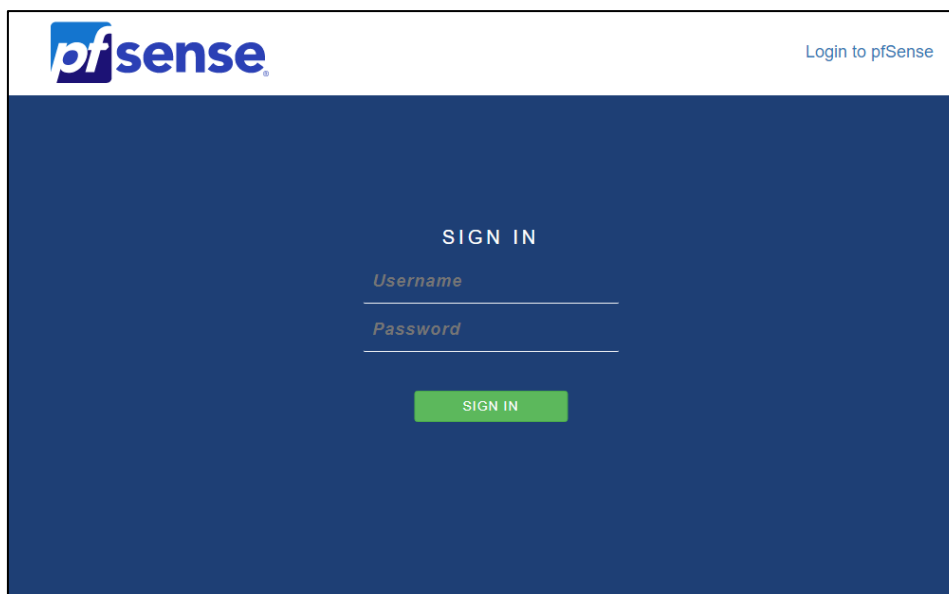 pfsense®
Login to pfSense
SIGN IN
Username
Password
SIGN IN